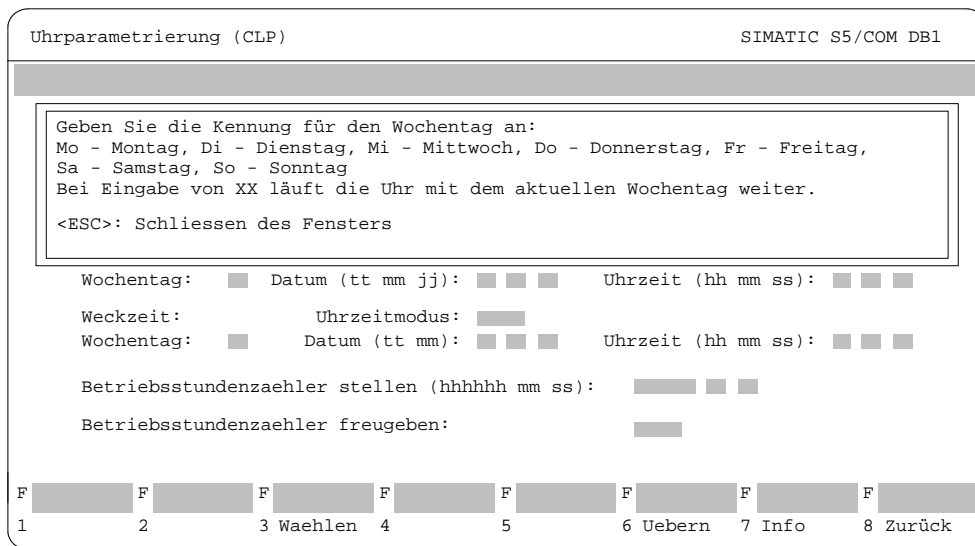 Uhrparametrierung (CLP) SIMATIC S5/COM DB1
Geben Sie die Kennung für den Wochentag an:
Mo - Montag, Di - Dienstag, Mi - Mittwoch, Do - Donnerstag, Fr - Freitag,
Sa - Samstag, So - Sonntag
Bei Eingabe von XX läuft die Uhr mit dem aktuellen Wochentag weiter.
<ESC>: Schliessen des Fensters
Wochentag: Datum (tt mm jj): Uhrzeit (hh mm ss):
Weckzeit: Uhrzeitmodus:
Wochentag: Datum (tt mm): Uhrzeit (hh mm ss):
Betriebsstundenzaehler stellen (hhhhhh mm ss):
Betriebsstundenzaehler freugeben:
F F F F F F F F
1 2 3 Waehlen 4 5 6 Uebern 7 Info 8 Zurück